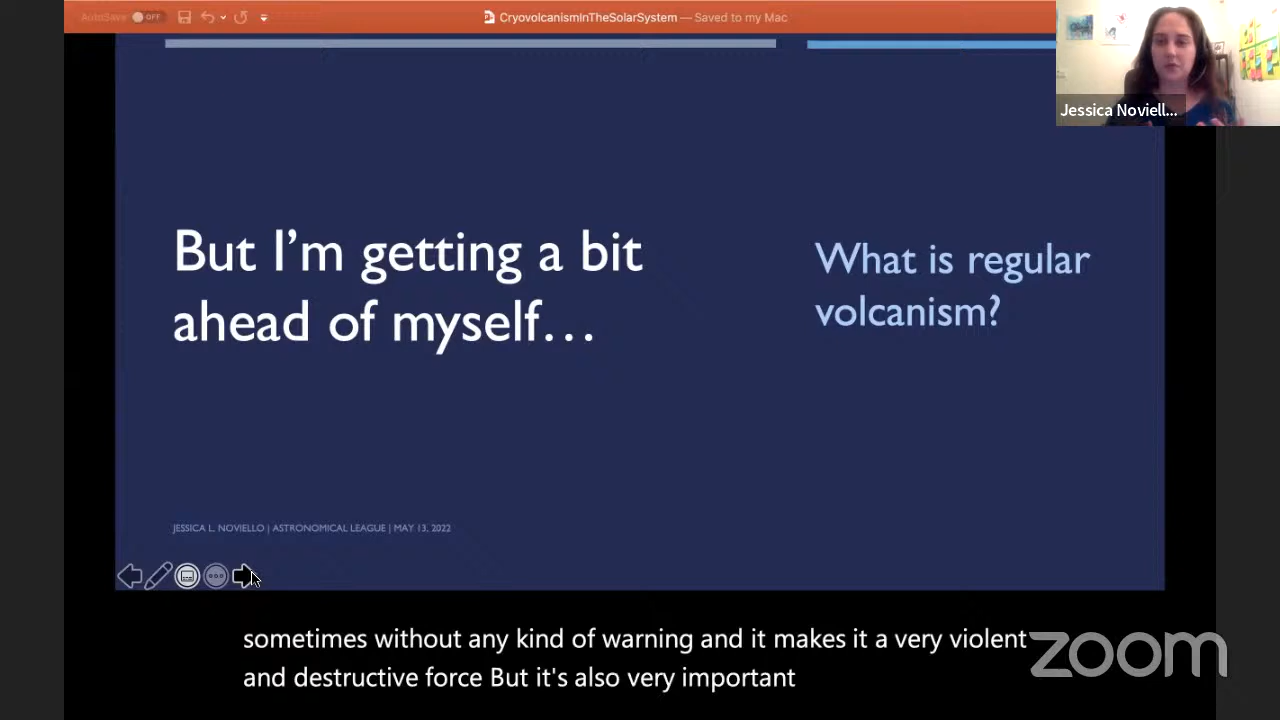 AutoSave OFF
CryovolcanismInTheSolarSystem — Saved to my Mac
Jessica Noviell...
But I'm getting a bit
ahead of myself…
What is regular
volcanism?
JESSICA L. NOVIELLO | ASTRONOMICAL LEAGUE | MAY 13, 2022
sometimes without any kind of warning and it makes it a very violent
and destructive force But it's also very important
zoom